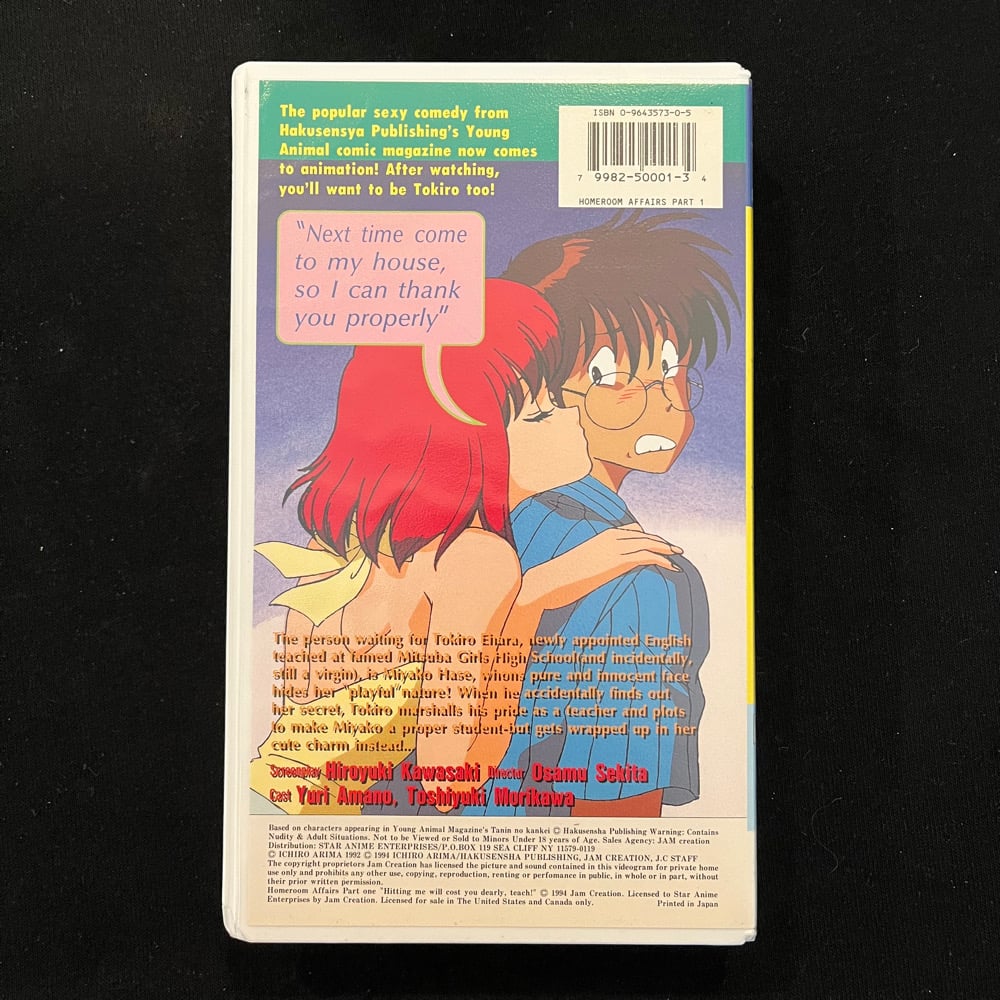 The popular sexy comedy from
Hakusensya Publishing's Young
Animal comic magazine now comes
to animation! After watching,
you'll want to be Tokiro too!
ISBN 0-9643573-0-5
7 9982-50001-3 4
HOMEROOM AFFAIRS PART 1
"Next time come
to my house,
so I can thank
you properly"
The person waiting for Tokiro Ehara, newly appointed English
teached at famed Mitsuba Girls High School(and incidentally,
still a virgin), is Miyako Hase, whons pure and innocent face
hides her "playful"nature! When he accidentally finds out
her secret, Tokiro marshalls his pride as a teacher and plots
to make Miyako a proper student-but gets wrapped up in her
cute charm instead...
Screenplay Hiroyuki Kawasaki Director Osamu Sekita
Cast Yuri Amano, Toshiyuki Morikawa
Based on characters appearing in Young Animal Magazine's Tanin no kankei © Hakusensha Publishing Warning: Contains
Nudity & Adult Situations. Not to be Viewed or Sold to Minors Under 18 years of Age. Sales Agency: JAM creation
Distribution: STAR ANIME ENTERPRISES/P.O.BOX 119 SEA CLIFF NY 11579-0119
© ICHIRO ARIMA 1992 © 1994 ICHIRO ARIMA/HAKUSENSHA PUBLISHING, JAM CREATION, J.C STAFF
The copyright proprietors Jam Creation has licensed the picture and sound contained in this videogram for private home
use only and prohibits any other use, copying, reproduction, renting or perfomance in public, in whole or in part, without
their prior written permission.
Homeroom Affairs Part one "Hitting me will cost you dearly, teach!" © 1994 Jam Creation. Licensed to Star Anime
Enterprises by Jam Creation. Licensed for sale in The United States and Canada only. Printed in Japan